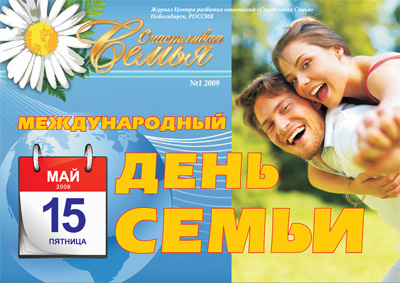 Журнал Центра развития отношений «Счастливая Семья»
Новосибирск, РОССИЯ
Счастливая
Семья
№1 2009
МЕЖДУНАРОДНЫЙ
ДЕНЬ
СЕМЬИ
МАЙ
2009
15
ПЯТНИЦА